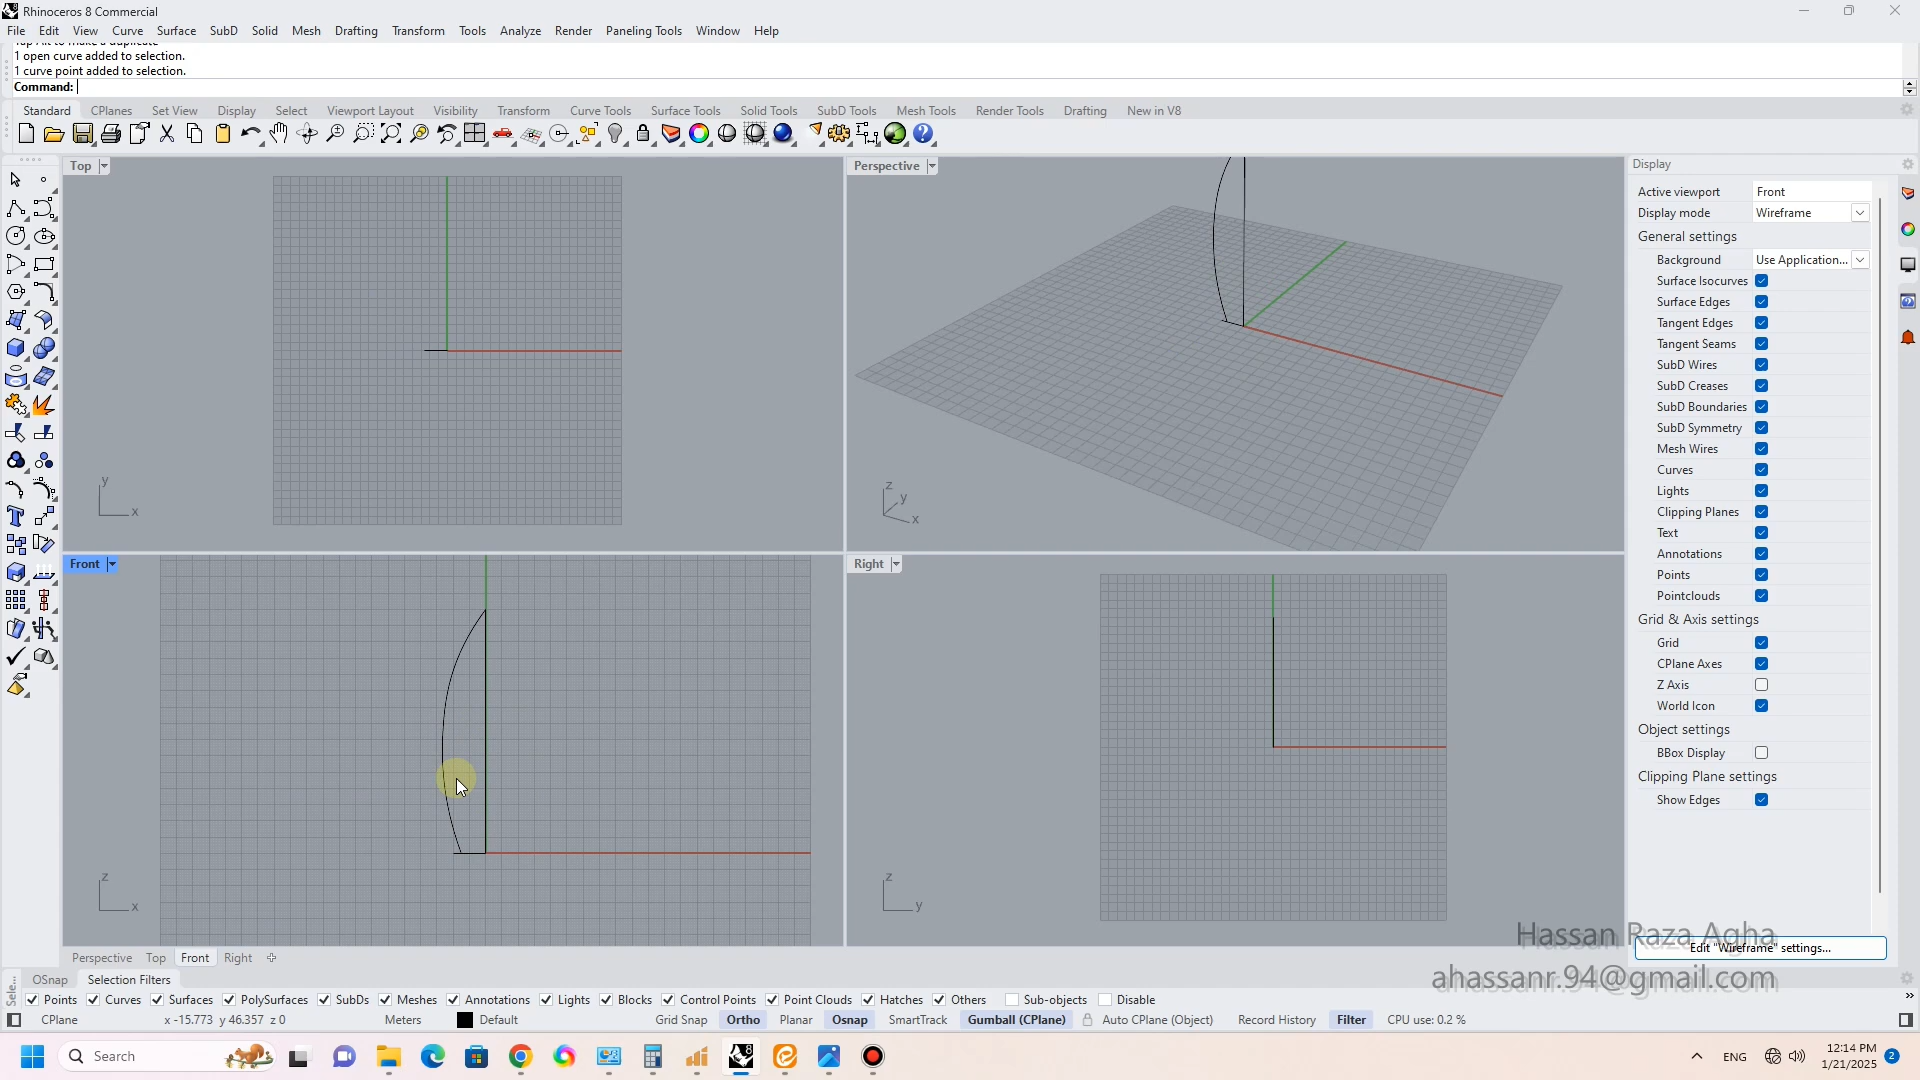 Rhinoceros 8 Commercial
File Edit View Curve Surface SubD Solid Mesh Drafting Transform Tools Analyze Render Paneling Tools Window Help
Tap Alt to make a duplicate
1 open curve added to selection.
1 curve point added to selection.
Command:
Standard CPlanes Set View Display Select Viewport Layout Visibility Transform Curve Tools Surface Tools Solid Tools SubD Tools Mesh Tools Render Tools Drafting New in V8
Top
y
x
Perspective
z
y
x
Front
z
x
Right
z
y
Display
Active viewport Front
Display mode Wireframe
General settings
Background Use Application...
Surface Isocurves
Surface Edges
Tangent Edges
Tangent Seams
SubD Wires
SubD Creases
SubD Boundaries
SubD Symmetry
Mesh Wires
Curves
Lights
Clipping Planes
Text
Annotations
Points
Pointclouds
Grid & Axis settings
Grid
CPlane Axes
Z Axis
World Icon
Object settings
BBox Display
Clipping Plane settings
Show Edges
Hassan Raza Agha
Edit "Wireframe" settings...
ahassanr.94@gmail.com
Perspective Top Front Right
Sele...
OSnap Selection Filters
Points Curves Surfaces PolySurfaces SubDs Meshes Annotations Lights Blocks Control Points Point Clouds Hatches Others Sub-objects Disable
CPlane x -15.773 y 46.357 z 0 Meters Default Grid Snap Ortho Planar Osnap SmartTrack Gumball (CPlane) Auto CPlane (Object) Record History Filter CPU use: 0.2 %
Search
8
ENG
12:14 PM
1/21/2025
2